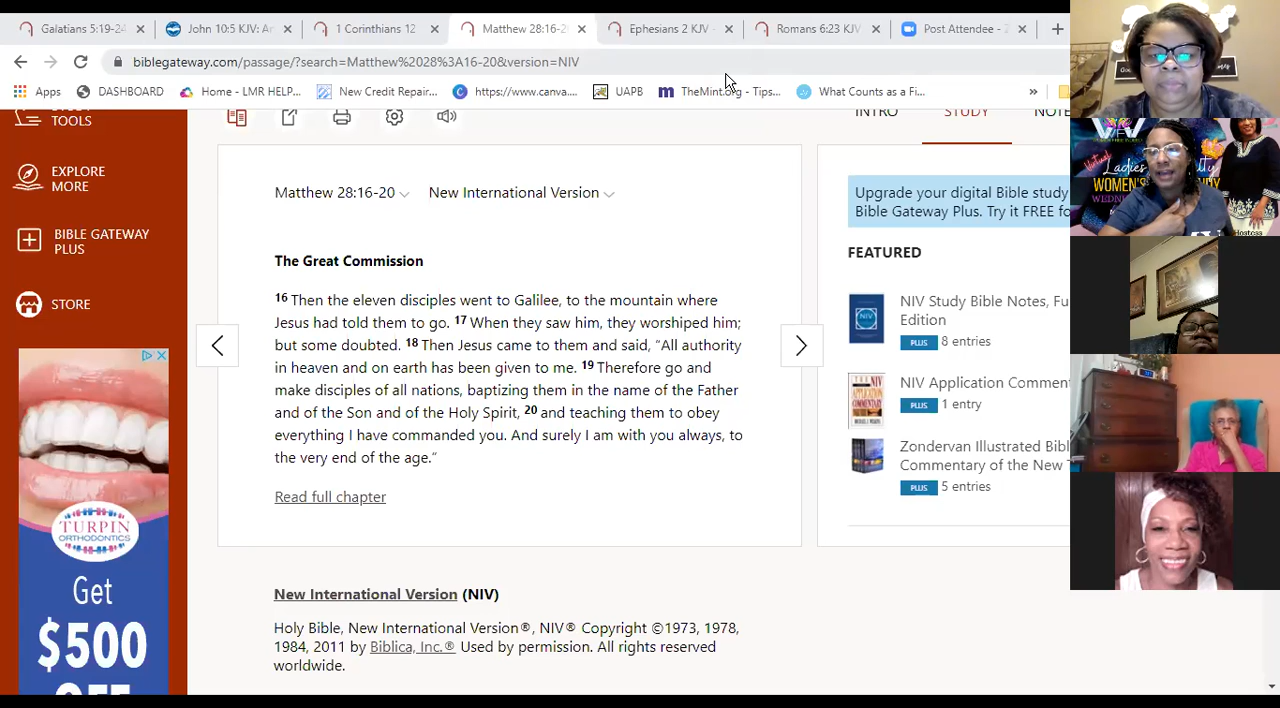 Galatians 5:19-24
John 10:5 KJV: An
1 Corinthians 12
Matthew 28:16-2
Ephesians 2 KJV -
Romans 6:23 KJV
Post Attendee - Z
biblegateway.com/passage/?search=Matthew%2028%3A16-20&version=NIV
Apps
DASHBOARD
Home - LMR HELP...
New Credit Repair...
https://www.canva....
UAPB
TheMint.org - Tips...
What Counts as a Fi...
»
TOOLS
EXPLORE
MORE
BIBLE GATEWAY
PLUS
STORE
TURPIN
ORTHODONTICS
Get
$500
OFF
INTRO
STUDY
NOTE
Matthew 28:16-20
New International Version
The Great Commission
16 Then the eleven disciples went to Galilee, to the mountain where
Jesus had told them to go. 17 When they saw him, they worshiped him;
but some doubted. 18 Then Jesus came to them and said, “All authority
in heaven and on earth has been given to me. 19 Therefore go and
make disciples of all nations, baptizing them in the name of the Father
and of the Son and of the Holy Spirit, 20 and teaching them to obey
everything I have commanded you. And surely I am with you always, to
the very end of the age.”
Read full chapter
New International Version (NIV)
Holy Bible, New International Version®, NIV® Copyright ©1973, 1978,
1984, 2011 by Biblica, Inc.® Used by permission. All rights reserved
worldwide.
Upgrade your digital Bible study
Bible Gateway Plus. Try it FREE fo
FEATURED
NIV Study Bible Notes, Fu
Edition
PLUS 8 entries
NIV Application Comment
PLUS 1 entry
Zondervan Illustrated Bibl
Commentary of the New
PLUS 5 entries
Virtual
Ladies
WOMEN'S
Hostess